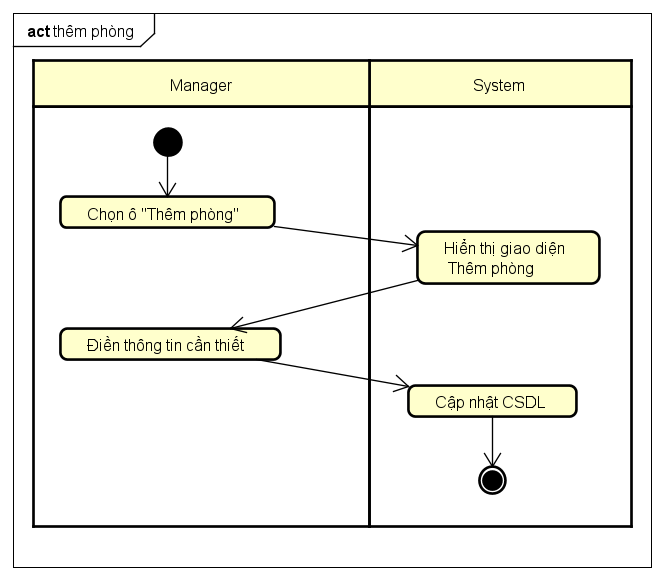 act thêm phòng
Manager
System
Chọn ô "Thêm phòng"
Hiển thị giao diện
Thêm phòng
Điền thông tin cần thiết
Cập nhật CSDL